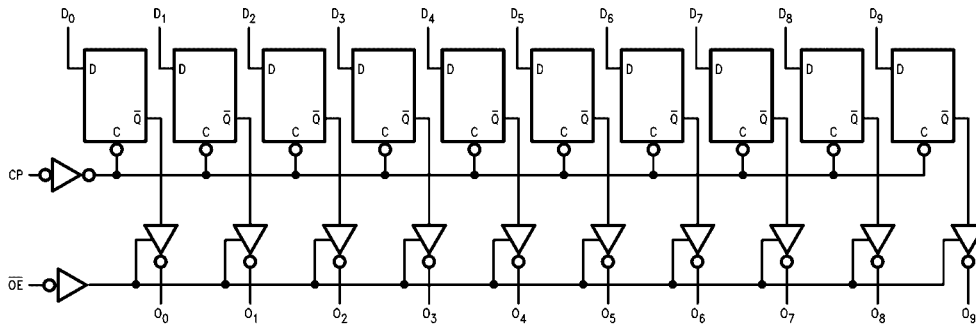 D0 D1 D2 D3 D4 D5 D6 D7 D8 D9
D D D D D D D D D D
Q̅ Q̅ Q̅ Q̅ Q̅ Q̅ Q̅ Q̅ Q̅ Q̅
C C C C C C C C C C
CP
O̅E̅
O0 O1 O2 O3 O4 O5 O6 O7 O8 O9